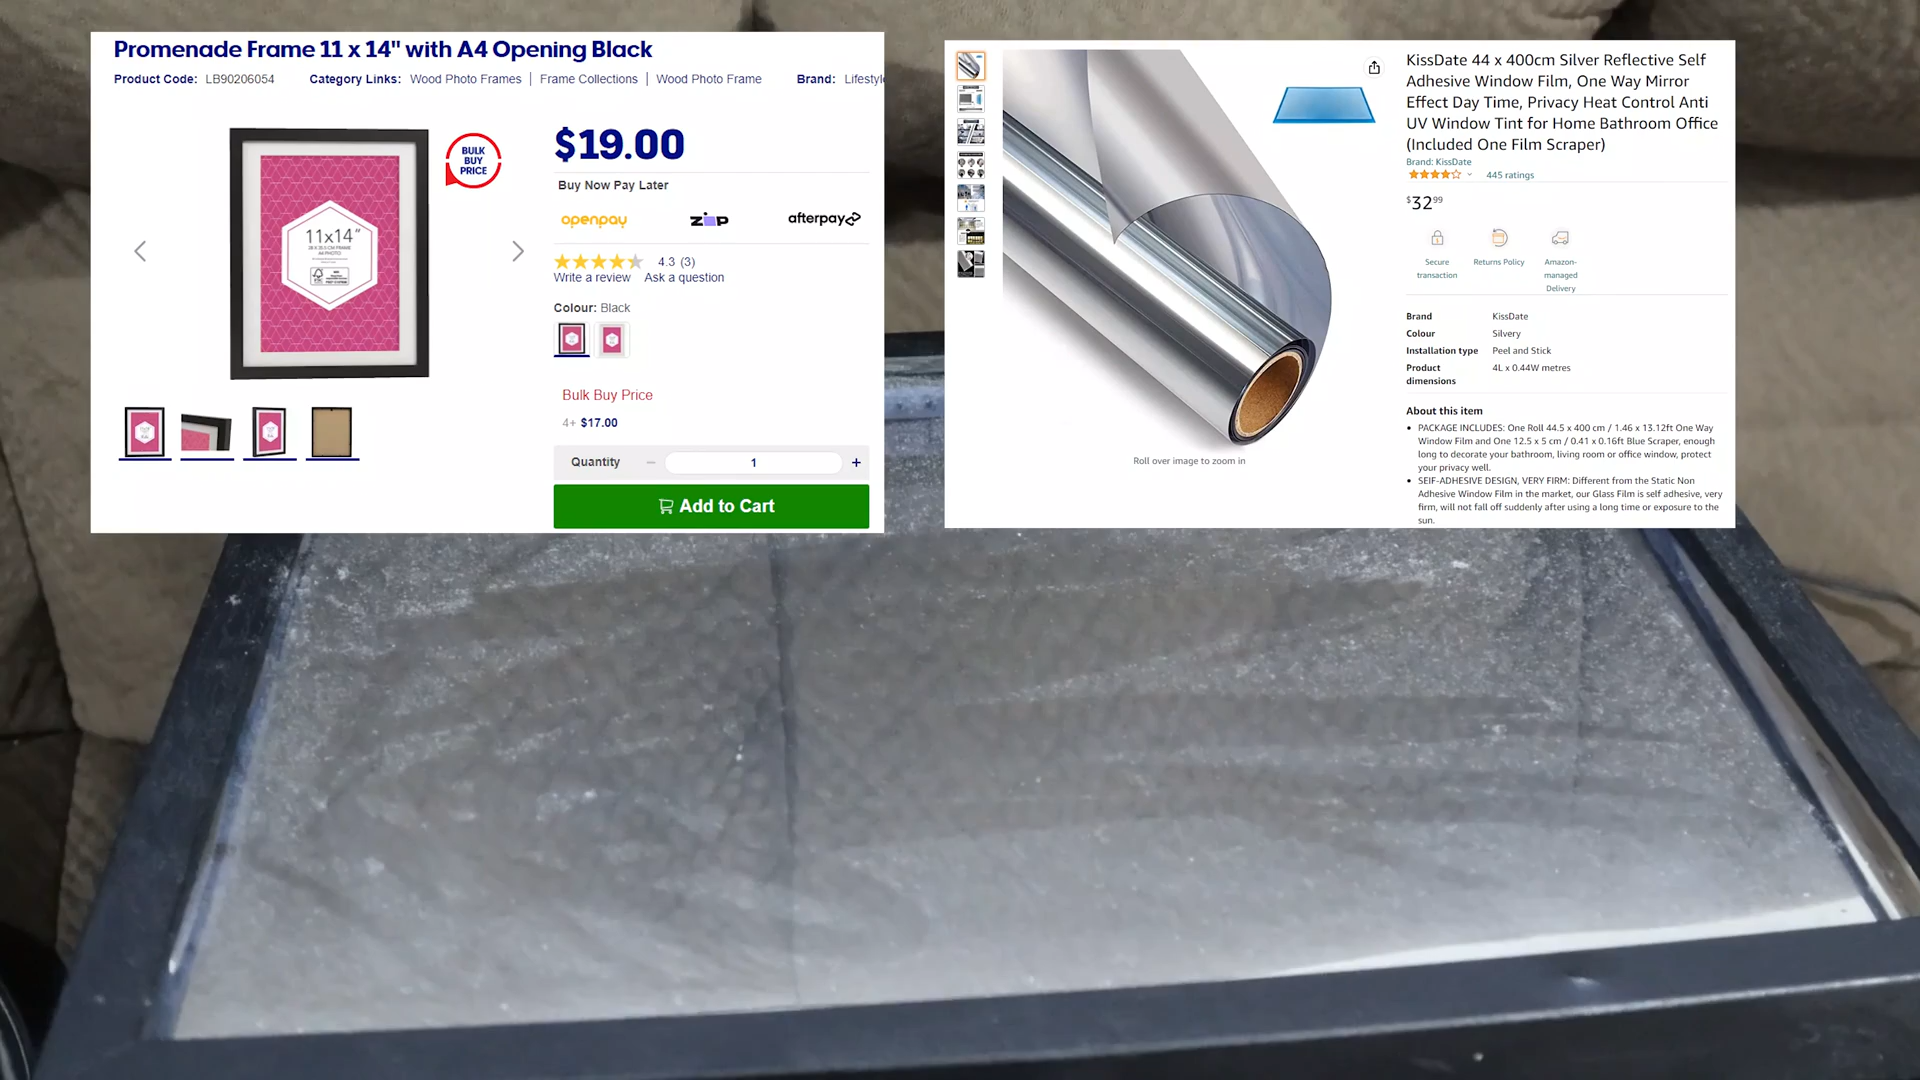 Promenade Frame 11 x 14" with A4 Opening Black
Product Code: LB90206054 Category Links: Wood Photo Frames | Frame Collections | Wood Photo Frame Brand: Lifestyle
BULK
BUY
PRICE
11x14"
$19.00
Buy Now Pay Later
openpay zip afterpay
4.3 (3)
Write a review Ask a question
Colour: Black
Bulk Buy Price
4+ $17.00
Quantity − 1 +
Add to Cart
Roll over image to zoom in
KissDate 44 x 400cm Silver Reflective Self
Adhesive Window Film, One Way Mirror
Effect Day Time, Privacy Heat Control Anti
UV Window Tint for Home Bathroom Office
(Included One Film Scraper)
Brand: KissDate
445 ratings
$32 99
Secure
transaction
Returns Policy
Amazon-
managed
Delivery
Brand KissDate
Colour Silvery
Installation type Peel and Stick
Product
dimensions
4L x 0.44W metres
About this item
• PACKAGE INCLUDES: One Roll 44.5 x 400 cm / 1.46 x 13.12ft One Way
Window Film and One 12.5 x 5 cm / 0.41 x 0.16ft Blue Scraper, enough
long to decorate your bathroom, living room or office window, protect
your privacy well.
• SEIF-ADHESIVE DESIGN, VERY FIRM: Different from the Static Non
Adhesive Window Film in the market, our Glass Film is self adhesive, very
firm, will not fall off suddenly after using a long time or exposure to the
sun.